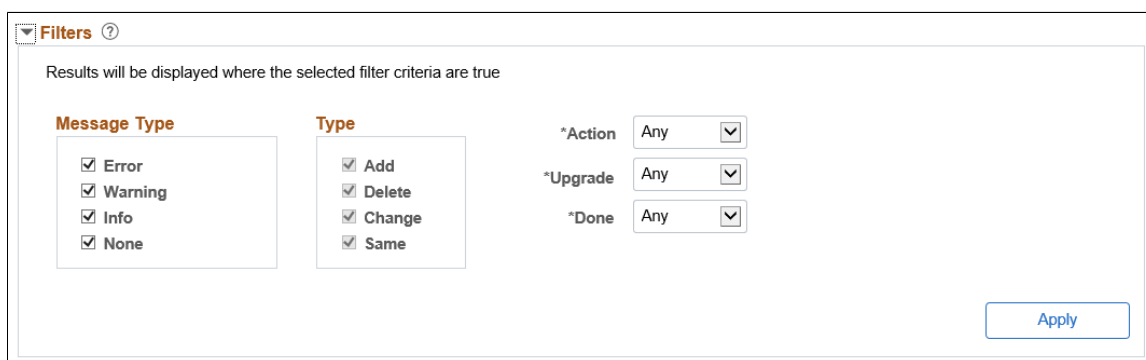 Filters ?
Results will be displayed where the selected filter criteria are true
Message Type
Error
Warning
Info
None
Type
Add
Delete
Change
Same
*Action Any
*Upgrade Any
*Done Any
Apply